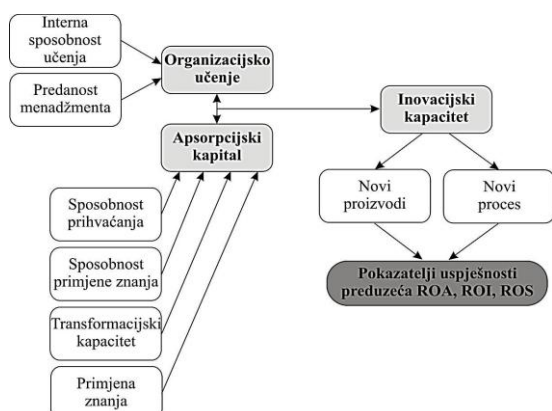 Interna
sposobnost
učenja
Predanost
menadžmenta
Organizacijsko
učenje
Apsorpcijski
kapital
Inovacijski
kapacitet
Sposobnost
prihvaćanja
Sposobnost
primjene znanja
Transformacijski
kapacitet
Primjena
znanja
Novi
proizvodi
Novi
proces
Pokazatelji uspješnosti
preduzeća ROA, ROI, ROS